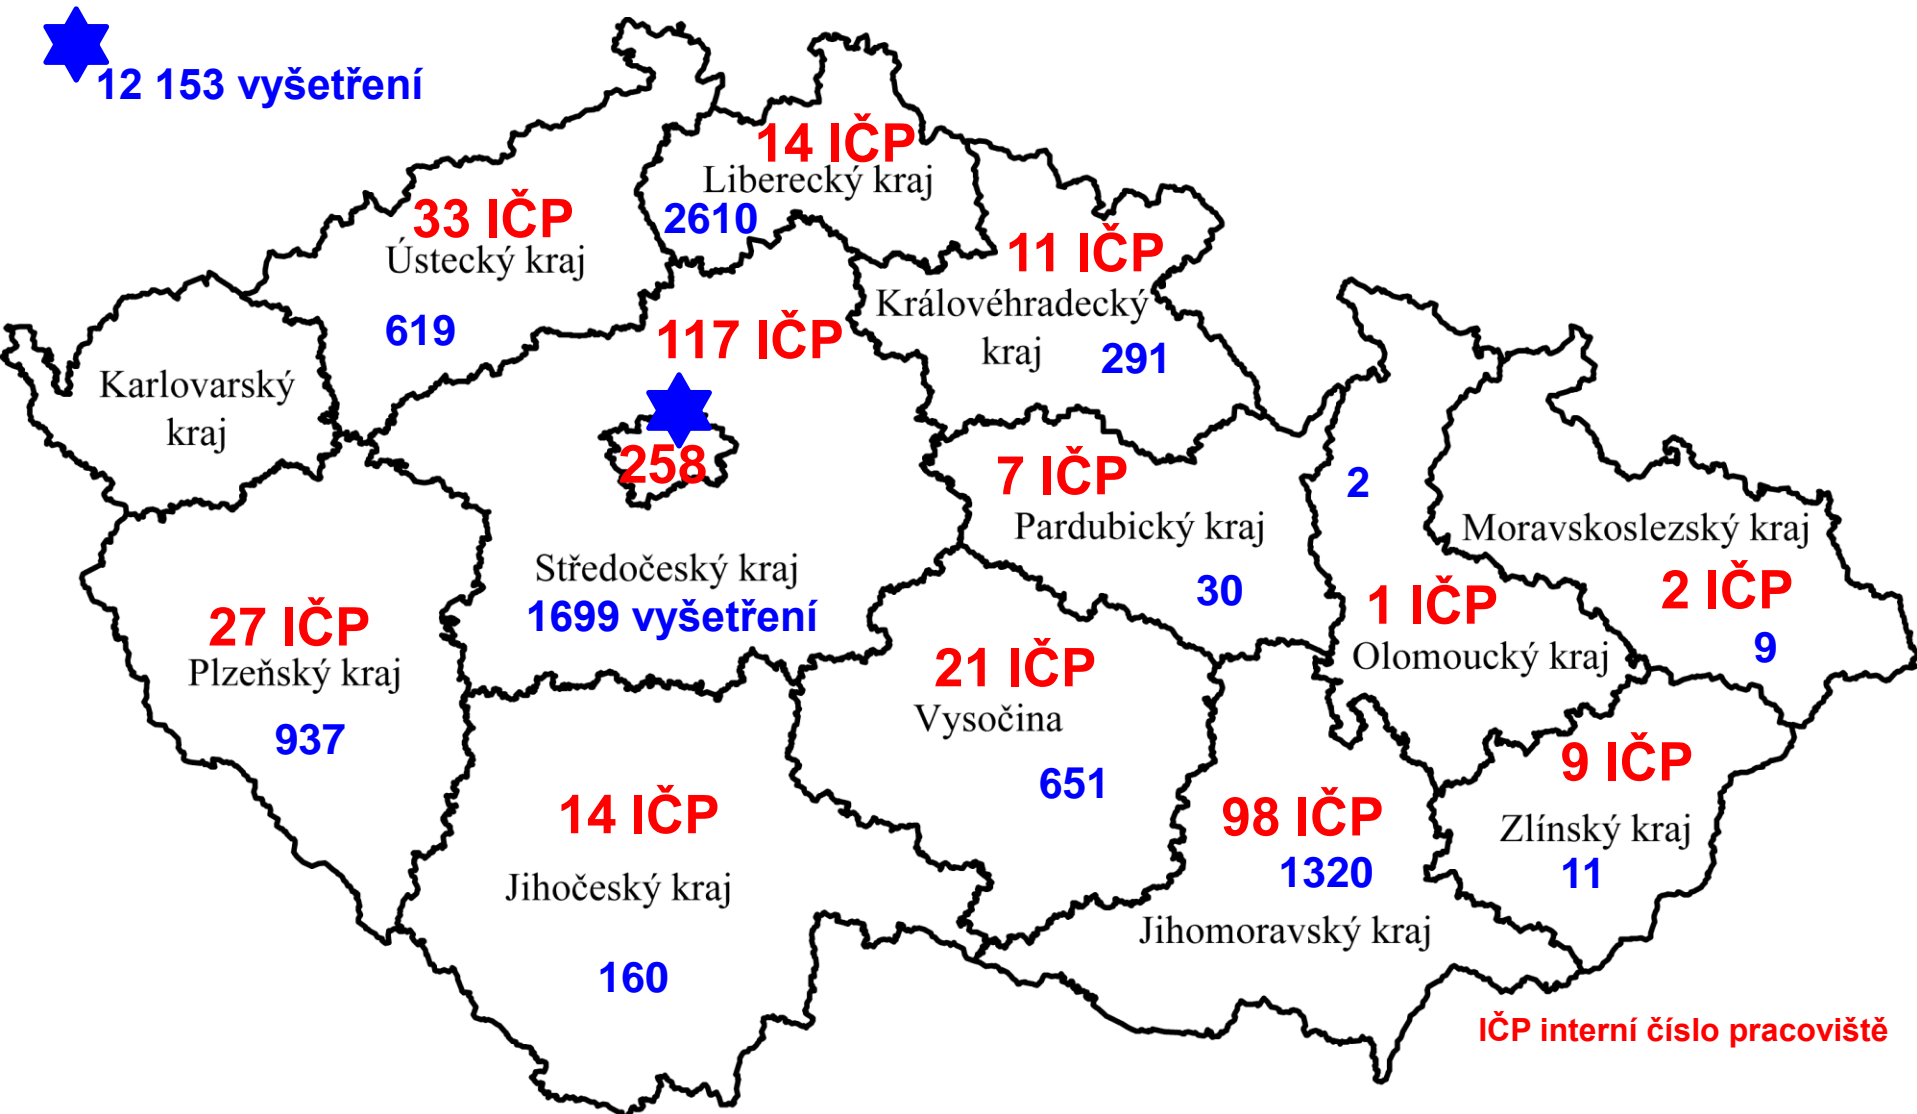 12 153 vyšetření
14 IČP
Liberecký kraj
2610
33 IČP
Ústecký kraj
619
11 IČP
Královéhradecký
kraj
291
117 IČP
258
Středočeský kraj
1699 vyšetření
Karlovarský
kraj
7 IČP
Pardubický kraj
30
2
1 IČP
Olomoucký kraj
Moravskoslezský kraj
2 IČP
9
27 IČP
Plzeňský kraj
937
21 IČP
Vysočina
651
14 IČP
Jihočeský kraj
160
98 IČP
1320
Jihomoravský kraj
9 IČP
Zlínský kraj
11
IČP interní číslo pracoviště